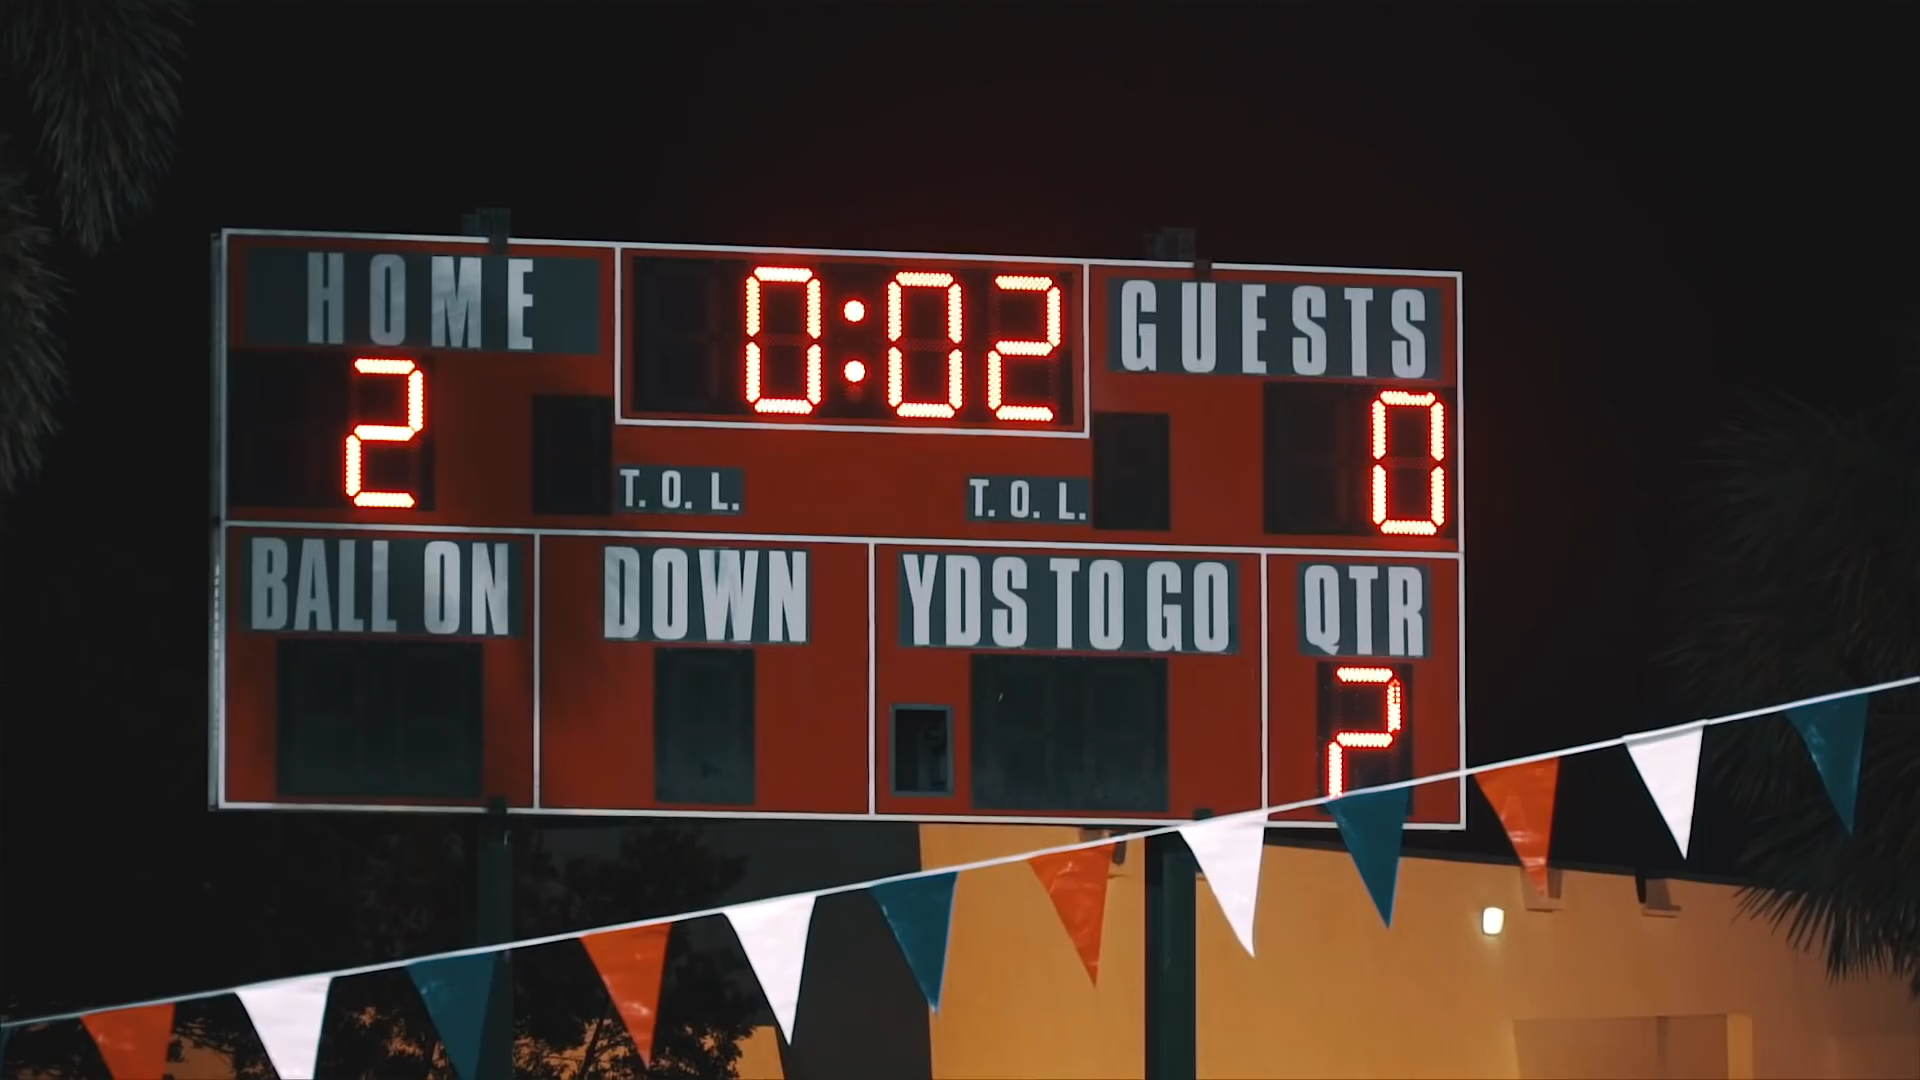 HOME 0:02 GUESTS
2 0
T. O. L. T. O. L.
BALL ON DOWN YDS TO GO QTR
2